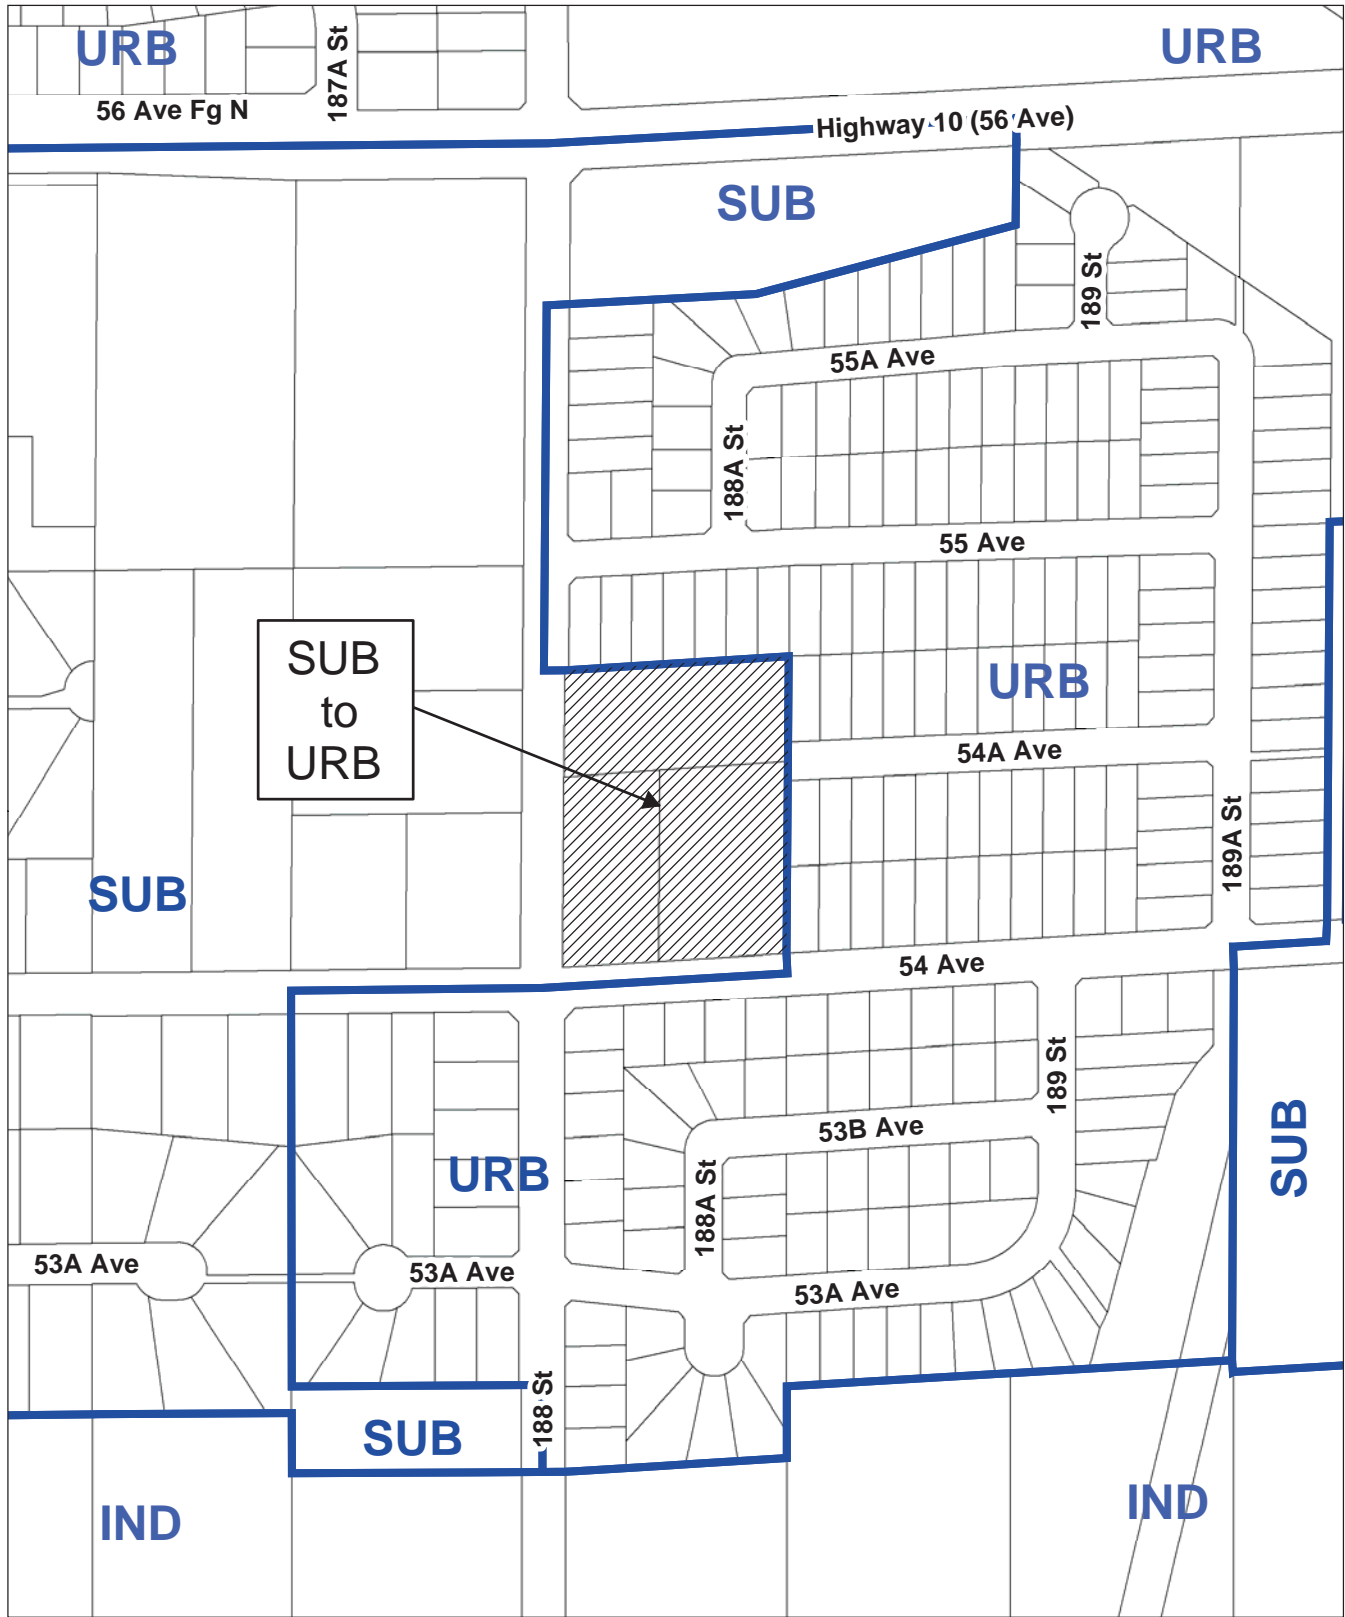 URB
187A St
URB
56 Ave Fg N
Highway 10 (56 Ave)
SUB
189 St
55A Ave
188A St
55 Ave
SUB
to
URB
URB
54A Ave
189A St
SUB
54 Ave
189 St
53B Ave
SUB
URB
188A St
53A Ave
53A Ave
53A Ave
188 St
SUB
IND
IND